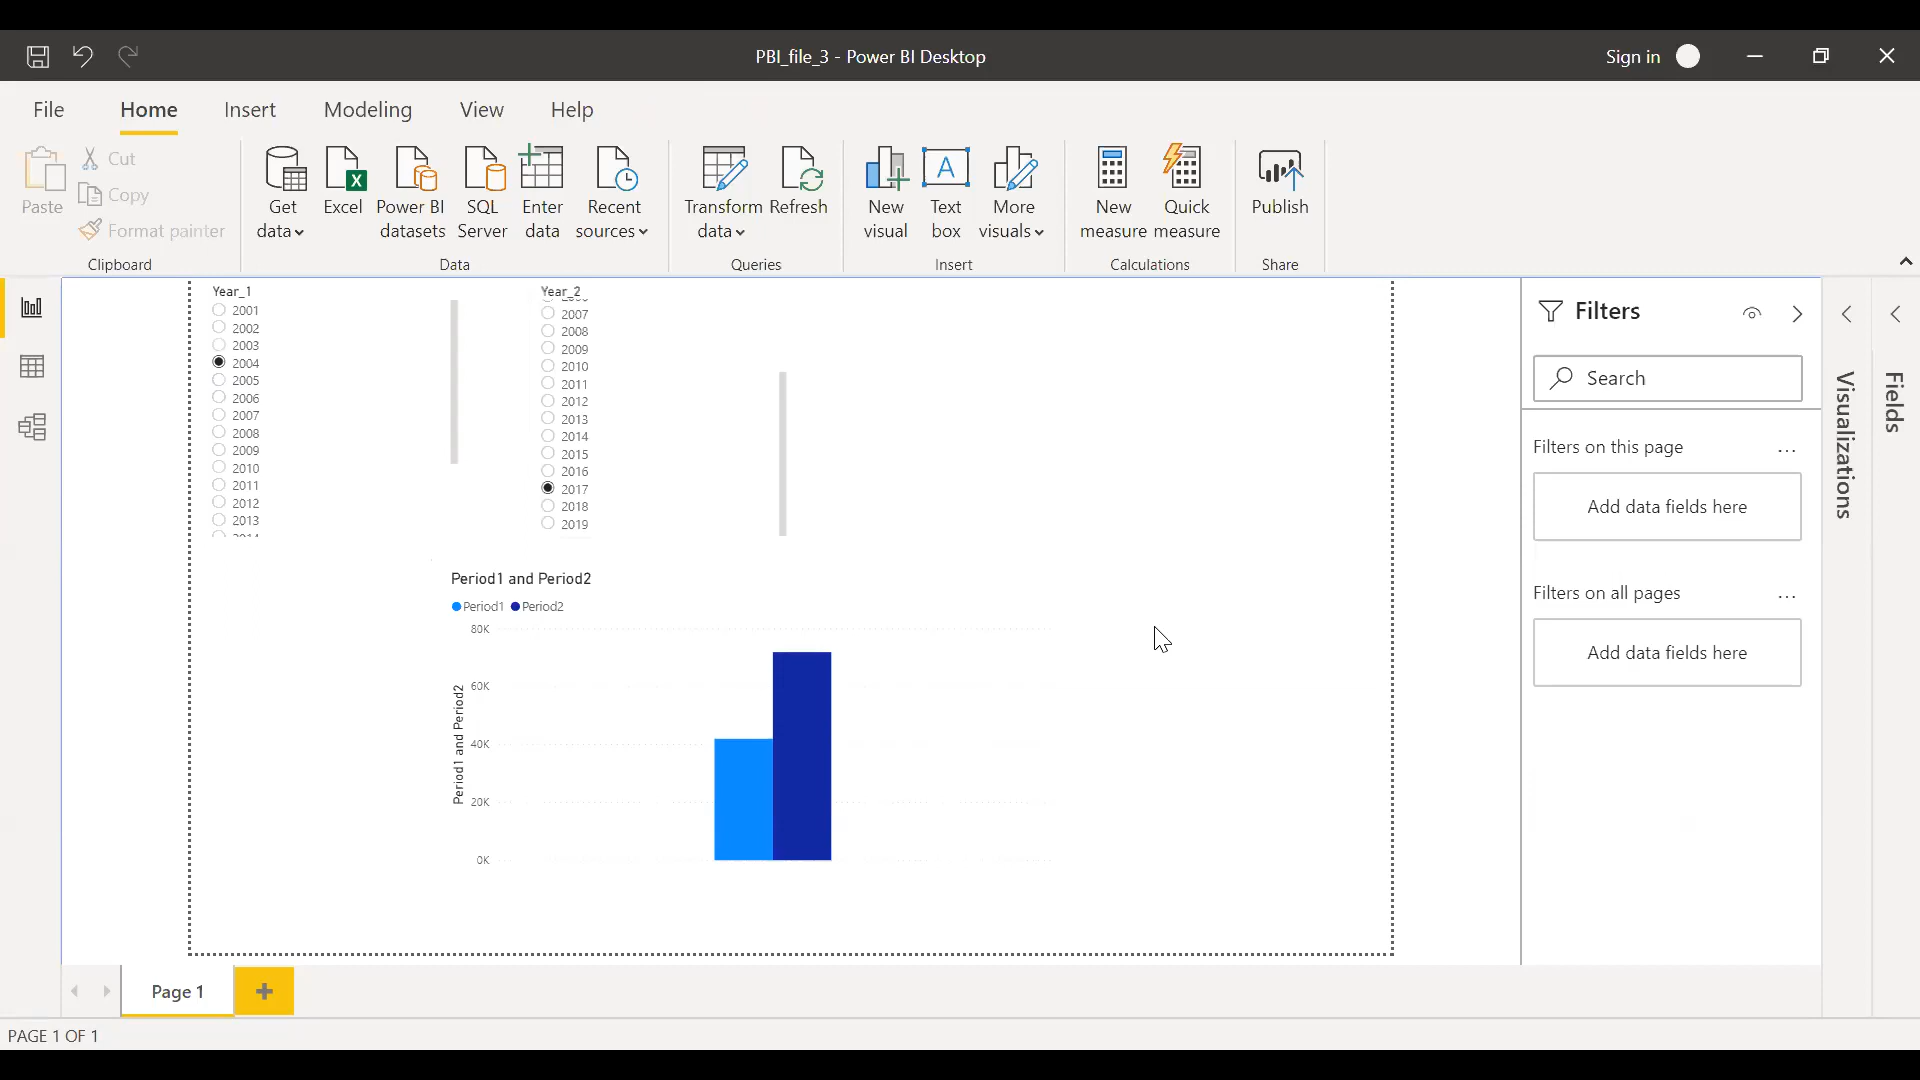 PBI_file_3 - Power BI Desktop
Sign in
File
Home
Insert
Modeling
View
Help
Paste
Cut
Copy
Format painter
Clipboard
Get data
Excel
Power BI datasets
SQL Server
Enter data
Recent sources
Data
Transform data
Refresh
Queries
New visual
A
Text box
More visuals
Insert
New measure
Quick measure
Calculations
Publish
Share
Year_1
2001
2002
2003
2004
2005
2006
2007
2008
2009
2010
2011
2012
2013
Year_2
2007
2008
2009
2010
2011
2012
2013
2014
2015
2016
2017
2018
2019
Period1 and Period2
Period1
Period2
80K
60K
40K
20K
0K
Period1 and Period2
Filters
Search
Filters on this page
...
Add data fields here
Filters on all pages
...
Add data fields here
Visualizations
Fields
Page 1
PAGE 1 OF 1